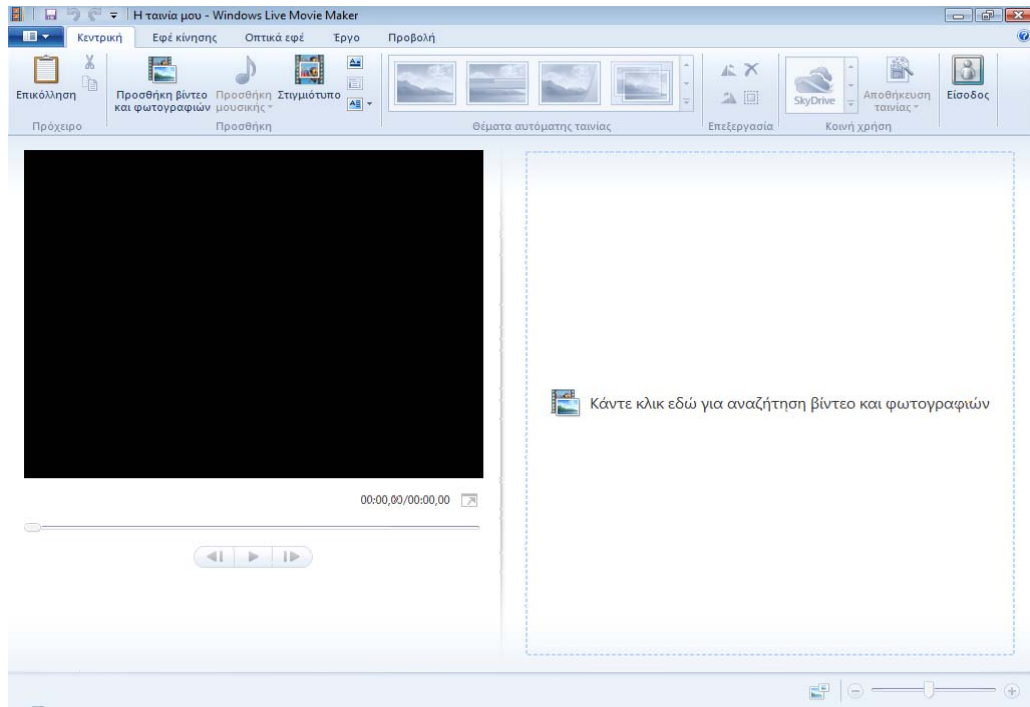 Η ταινία μου - Windows Live Movie Maker
Κεντρική Εφέ κίνησης Οπτικά εφέ Έργο Προβολή
Επικόλληση
Προσθήκη βίντεο
και φωτογραφιών
Προσθήκη
μουσικής
Στιγμιότυπο
SkyDrive
Αποθήκευση
ταινίας
Είσοδος
Πρόχειρο Προσθήκη Θέματα αυτόματης ταινίας Επεξεργασία Κοινή χρήση
Κάντε κλικ εδώ για αναζήτηση βίντεο και φωτογραφιών
00:00,00/00:00,00